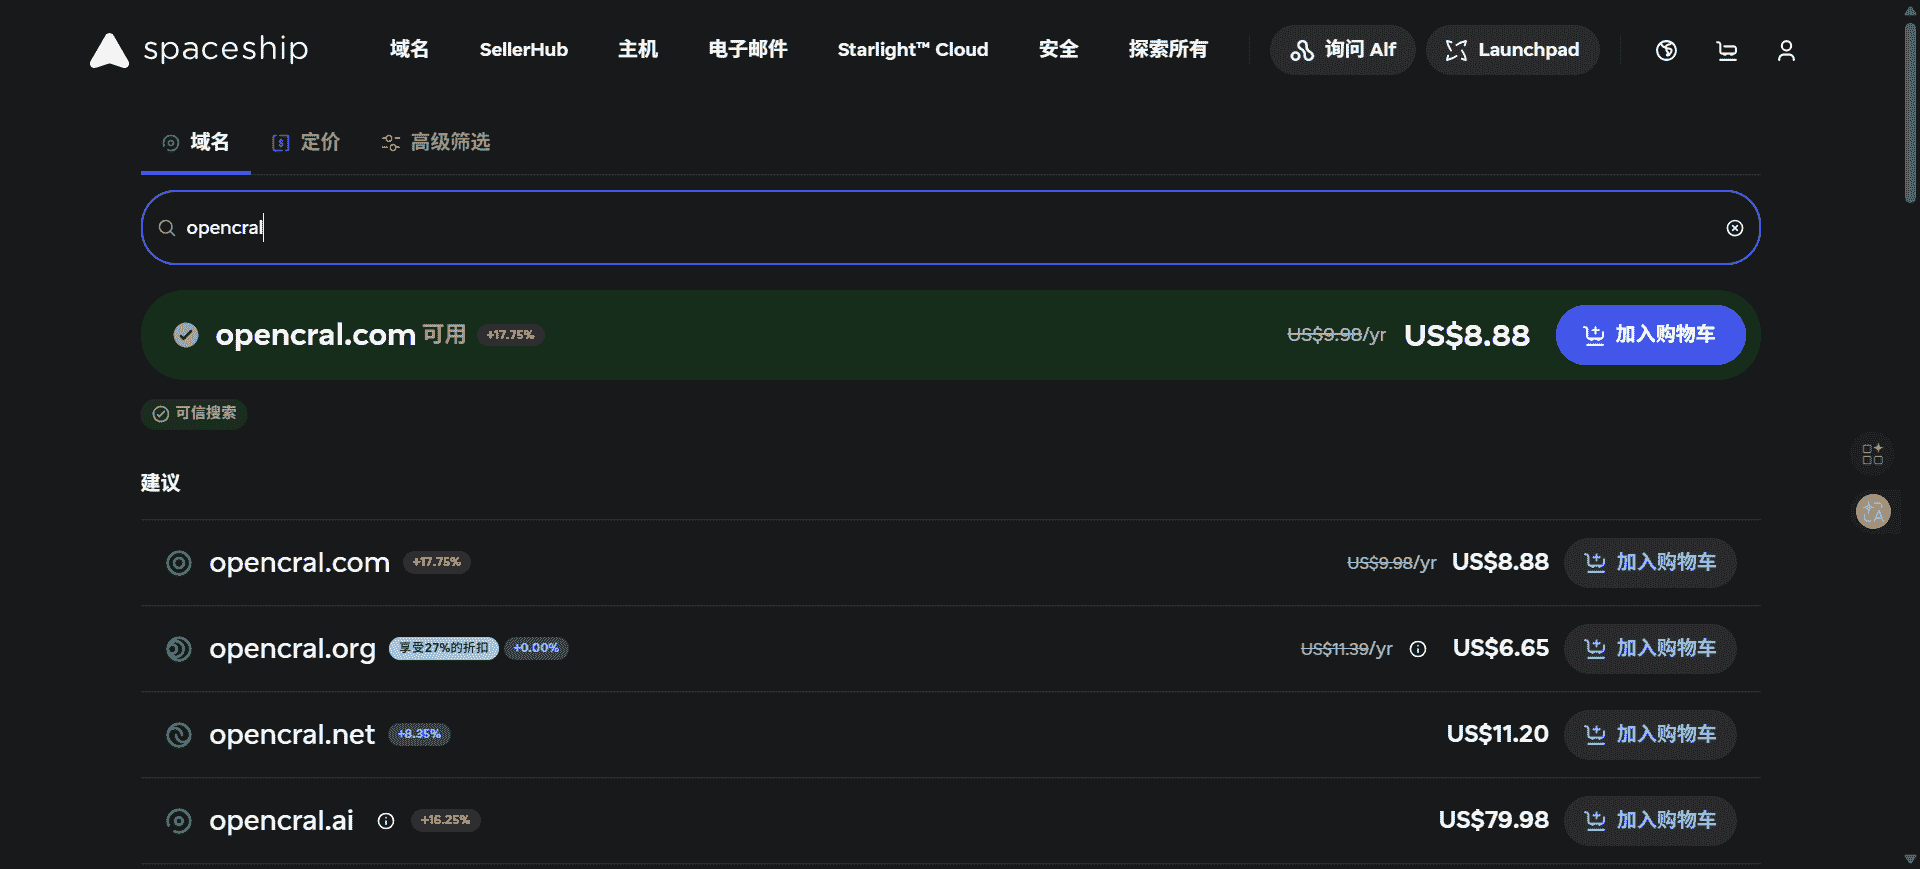 spaceship 域名 SellerHub 主机 电子邮件 Starlight™ Cloud 安全 探索所有 询问 Alf Launchpad
域名 定价 高级筛选
opencral
opencral.com 可用 +17.75% US$9.98/yr US$8.88 加入购物车
可信搜索
建议
opencral.com +17.75% US$9.98/yr US$8.88 加入购物车
opencral.org 享受27%的折扣 +0.00% US$11.39/yr US$6.65 加入购物车
opencral.net +8.35% US$11.20 加入购物车
opencral.ai +16.25% US$79.98 加入购物车